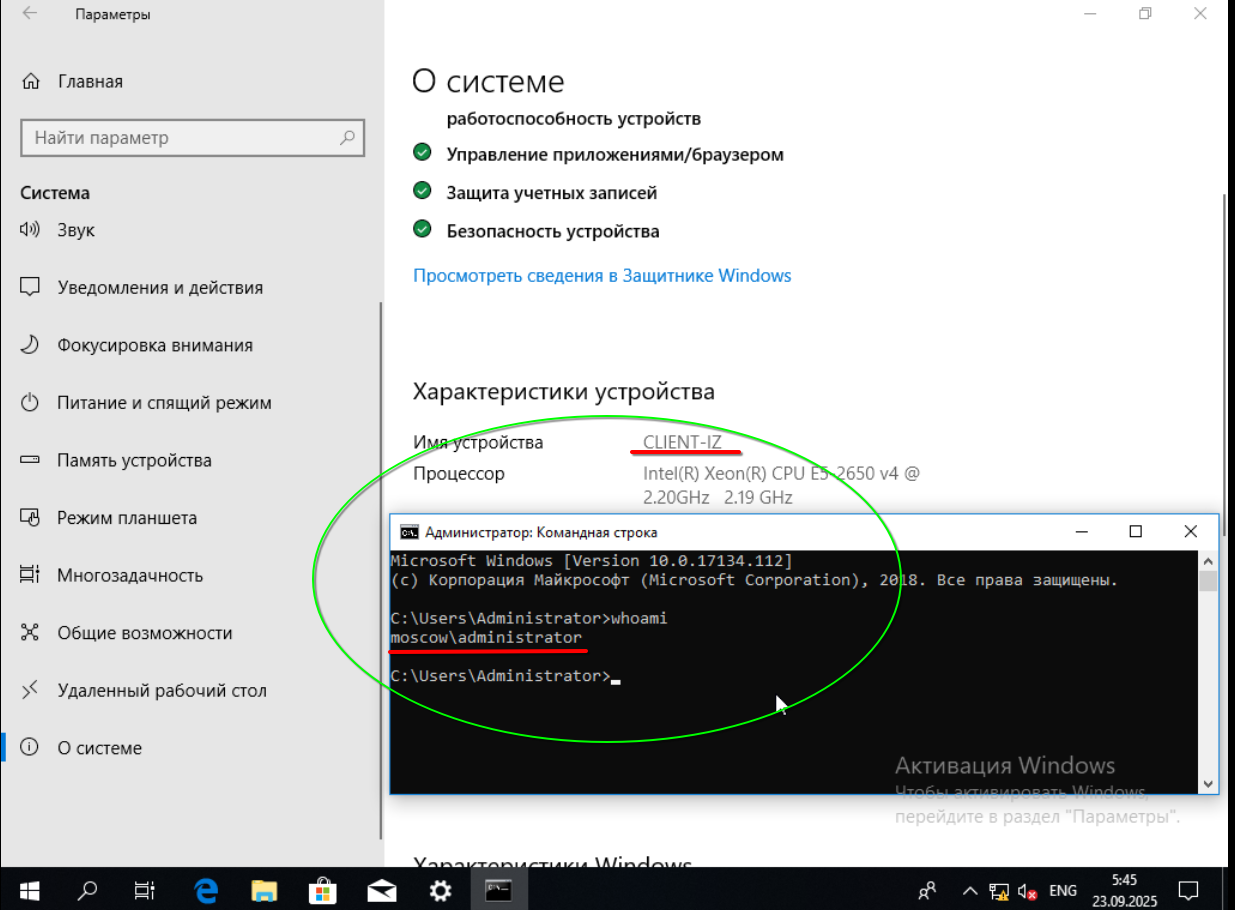 Параметры
Главная
Найти параметр
Система
Звук
Уведомления и действия
Фокусировка внимания
Питание и спящий режим
Память устройства
Режим планшета
Многозадачность
Общие возможности
Удаленный рабочий стол
О системе
О системе
работоспособность устройств
Управление приложениями/браузером
Защита учетных записей
Безопасность устройства
Просмотреть сведения в Защитнике Windows
Характеристики устройства
Имя устройства CLIENT-IZ
Процессор Intel(R) Xeon(R) CPU E5-2650 v4 @
2.20GHz 2.19 GHz
Администратор: Командная строка
Microsoft Windows [Version 10.0.17134.112]
(c) Корпорация Майкрософт (Microsoft Corporation), 2018. Все права защищены.
C:\Users\Administrator>whoami
moscow\administrator
C:\Users\Administrator>
Активация Windows
Чтобы активировать Windows,
перейдите в раздел "Параметры".
Характеристики Windows
ENG
5:45
23.09.2025